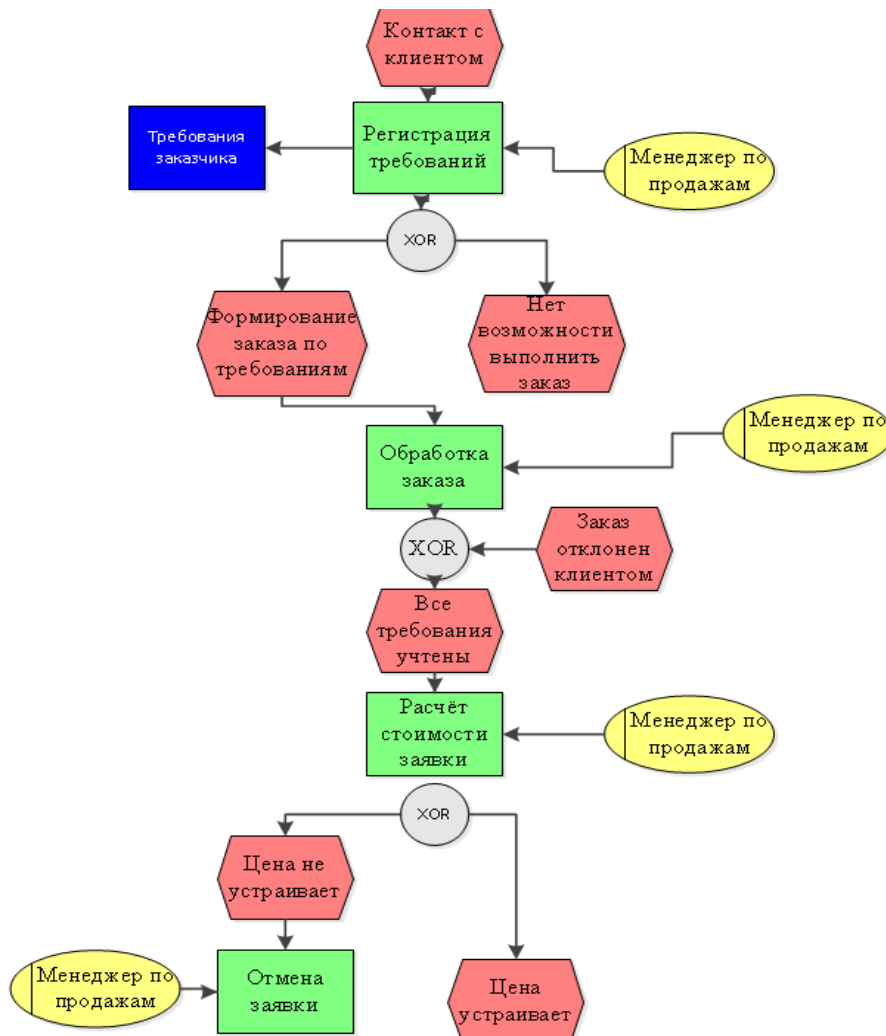 Контакт с
клиентом
Требования
заказчика
Регистрация
требований
Менеджер по
продажам
XOR
Формирование
заказа по
требованиям
Нет
возможности
выполнить
заказ
Менеджер по
продажам
Обработка
заказа
XOR
Заказ
отклонен
клиентом
Все
требования
учтены
Расчёт
стоимости
заявки
Менеджер по
продажам
XOR
Цена не
устраивает
Менеджер по
продажам
Отмена
заявки
Цена
устраивает